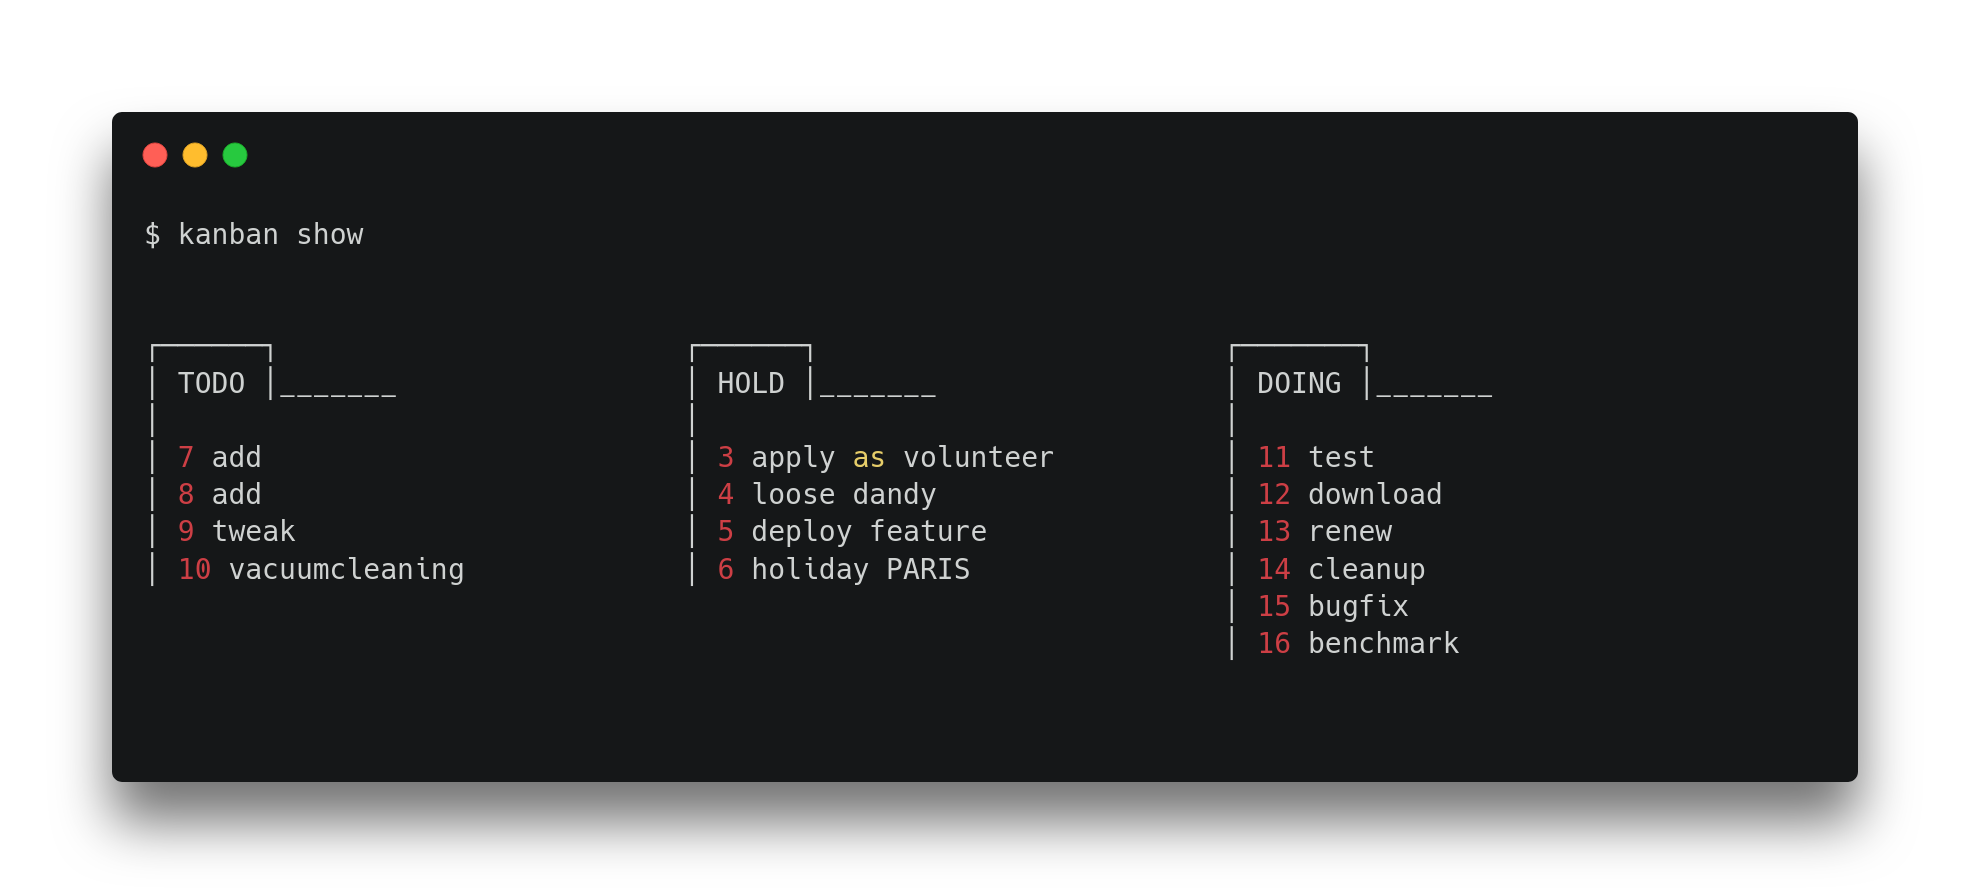 $ kanban show
TODO
7 add
8 add
9 tweak
10 vacuumcleaning
HOLD
3 apply as volunteer
4 loose dandy
5 deploy feature
6 holiday PARIS
DOING
11 test
12 download
13 renew
14 cleanup
15 bugfix
16 benchmark